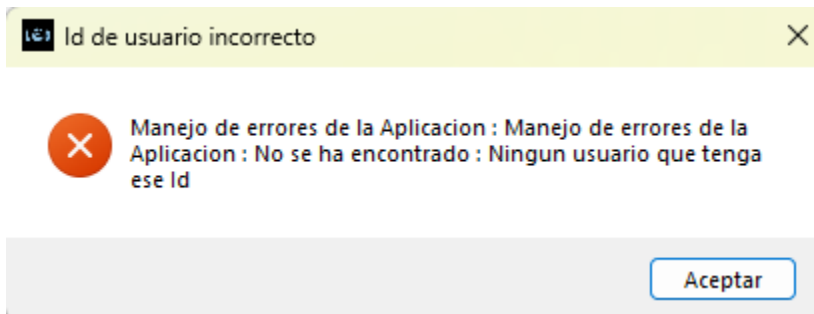 Id de usuario incorrecto
Manejo de errores de la Aplicacion : Manejo de errores de la
Aplicacion : No se ha encontrado : Ningun usuario que tenga
ese Id
Aceptar